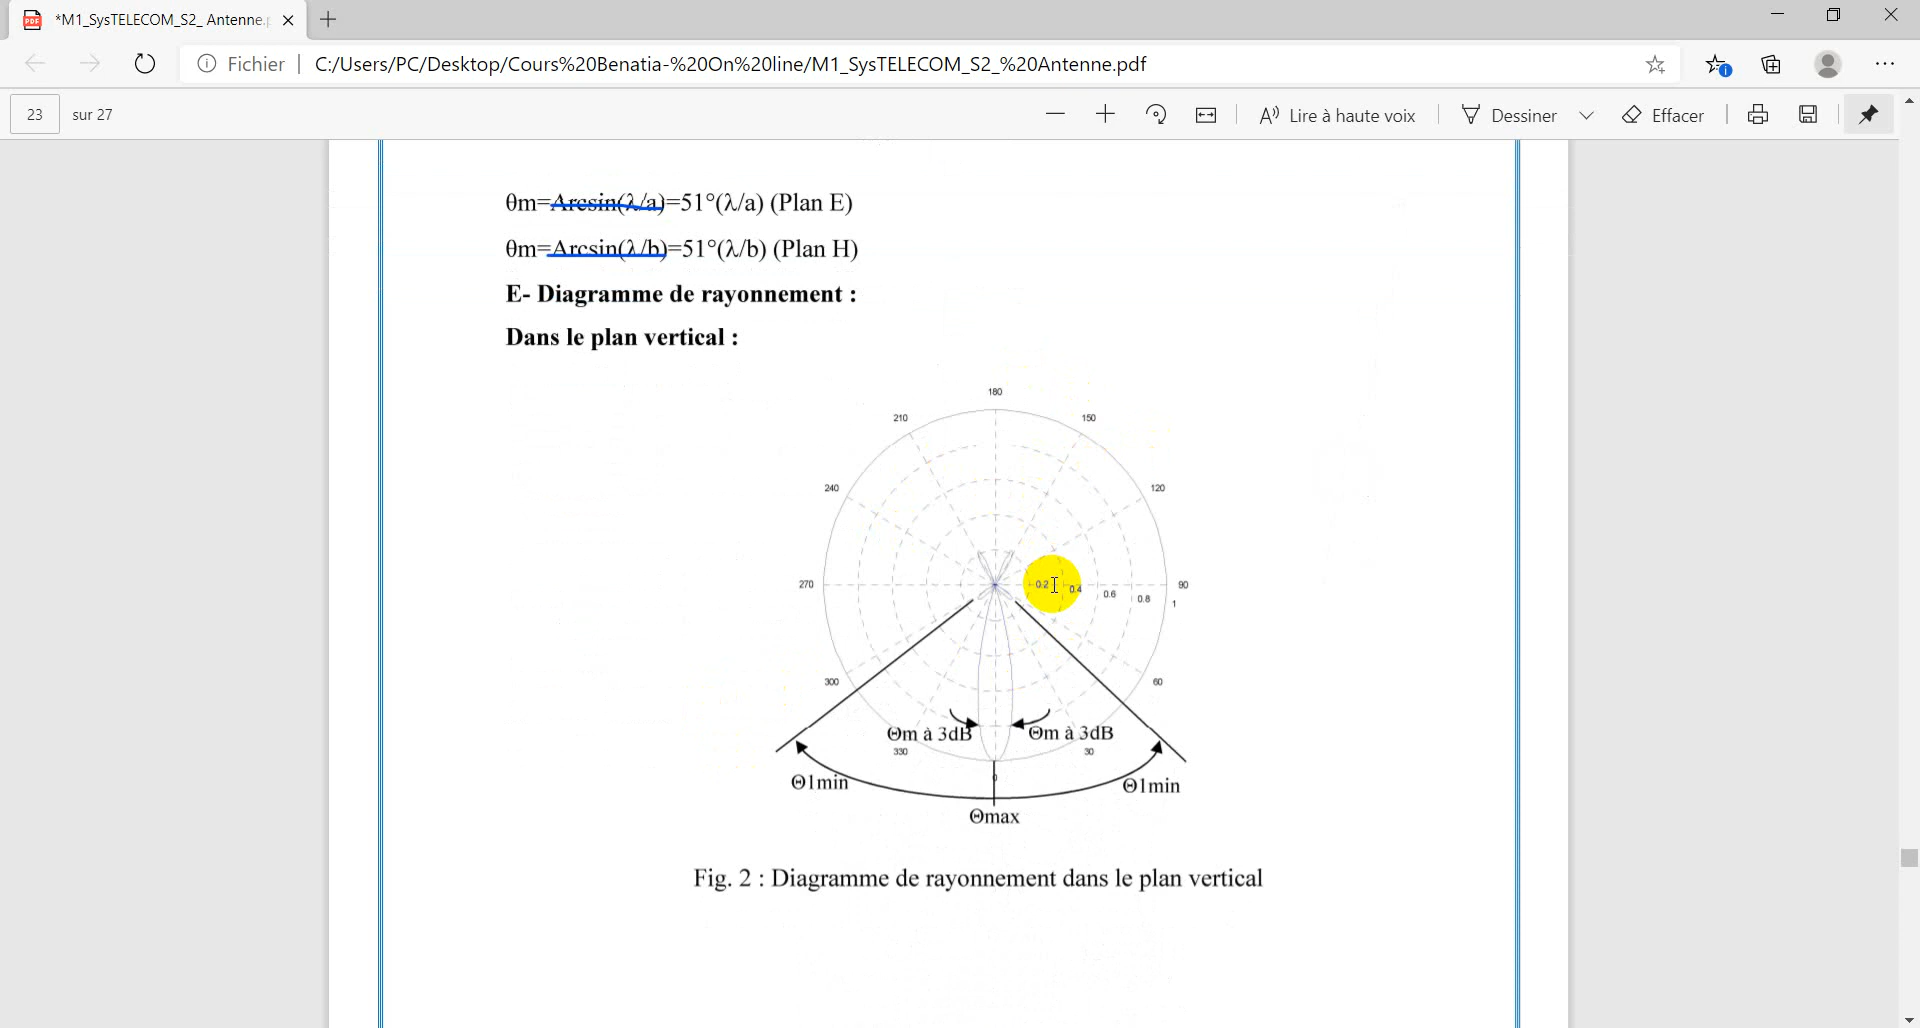 *M1_SysTELECOM_S2_ Antenne.p
Fichier | C:/Users/PC/Desktop/Cours%20Benatia-%20On%20line/M1_SysTELECOM_S2_%20Antenne.pdf
23 sur 27
Lire à haute voix
Dessiner
Effacer
θm=Arcsin(λ/a)=51°(λ/a) (Plan E)
θm=Arcsin(λ/b)=51°(λ/b) (Plan H)
E- Diagramme de rayonnement :
Dans le plan vertical :
180
210 150
240 120
270 0.2 0.4 0.6 0.8 1 90
300 60
Θm à 3dB Θm à 3dB
330 30
Θ1min 0 Θ1min
Θmax
Fig. 2 : Diagramme de rayonnement dans le plan vertical